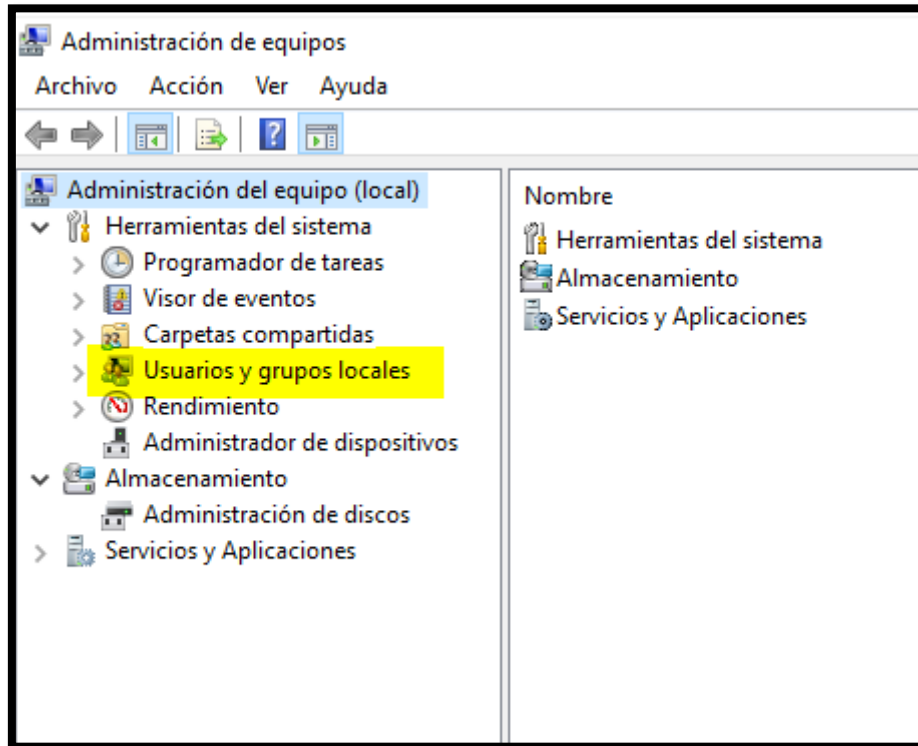 Administración de equipos
Archivo Acción Ver Ayuda
Administración del equipo (local)
Herramientas del sistema
Programador de tareas
Visor de eventos
Carpetas compartidas
Usuarios y grupos locales
Rendimiento
Administrador de dispositivos
Almacenamiento
Administración de discos
Servicios y Aplicaciones
Nombre
Herramientas del sistema
Almacenamiento
Servicios y Aplicaciones